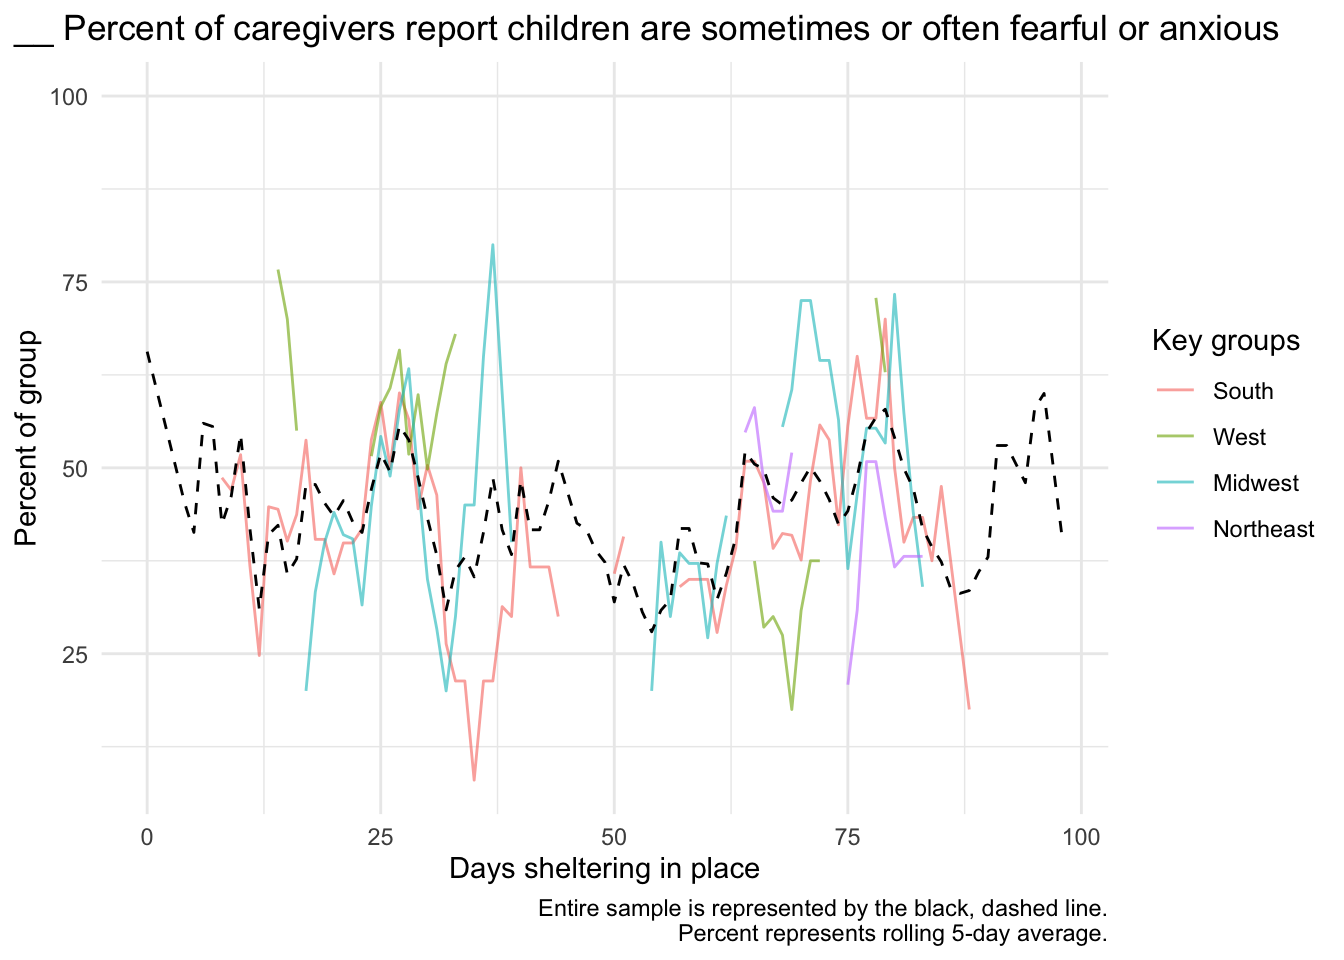 __ Percent of caregivers report children are sometimes or often fearful or anxious
100
75
50
25
Percent of group
0 25 50 75 100
Days sheltering in place
Key groups
South
West
Midwest
Northeast
Entire sample is represented by the black, dashed line.
Percent represents rolling 5-day average.